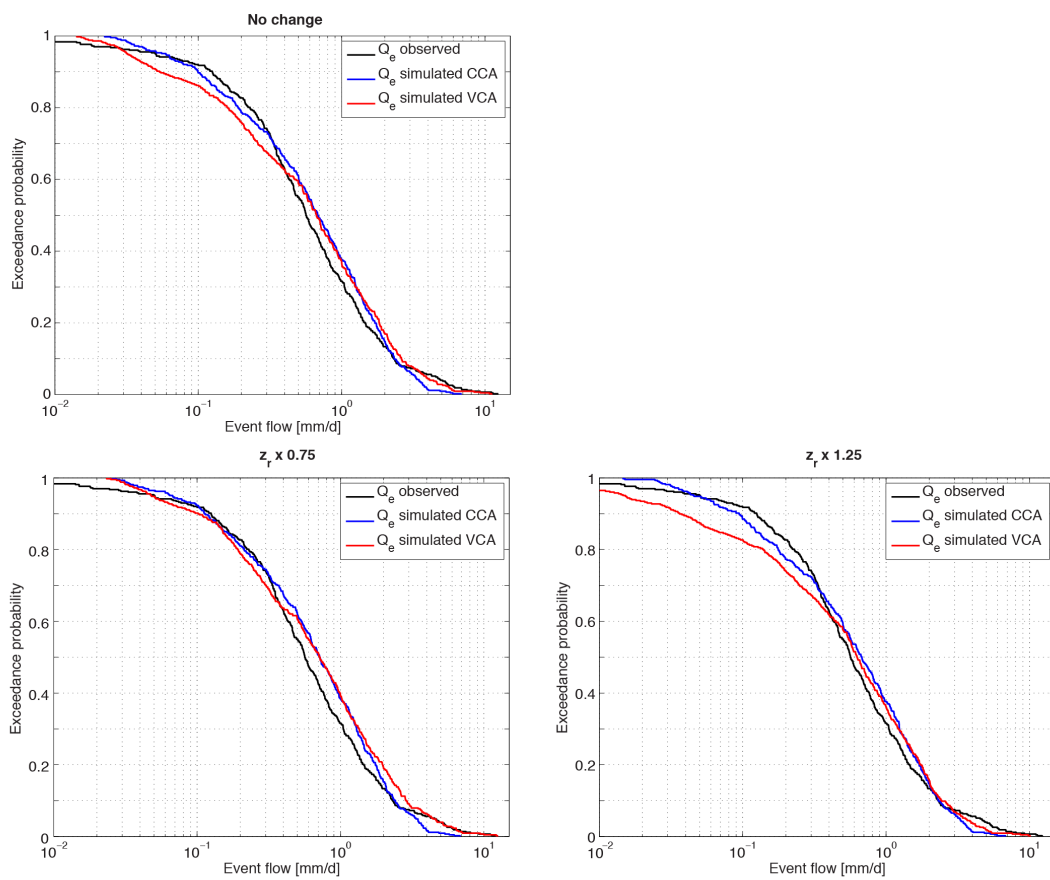 No change
Q_e observed
Q_e simulated CCA
Q_e simulated VCA
Exceedance probability
1
0.8
0.6
0.4
0.2
0
10^-2 10^-1 10^0 10^1
Event flow [mm/d]
z_r x 0.75
Q_e observed
Q_e simulated CCA
Q_e simulated VCA
Exceedance probability
1
0.8
0.6
0.4
0.2
0
10^-2 10^-1 10^0 10^1
Event flow [mm/d]
z_r x 1.25
Q_e observed
Q_e simulated CCA
Q_e simulated VCA
Exceedance probability
1
0.8
0.6
0.4
0.2
0
10^-2 10^-1 10^0 10^1
Event flow [mm/d]